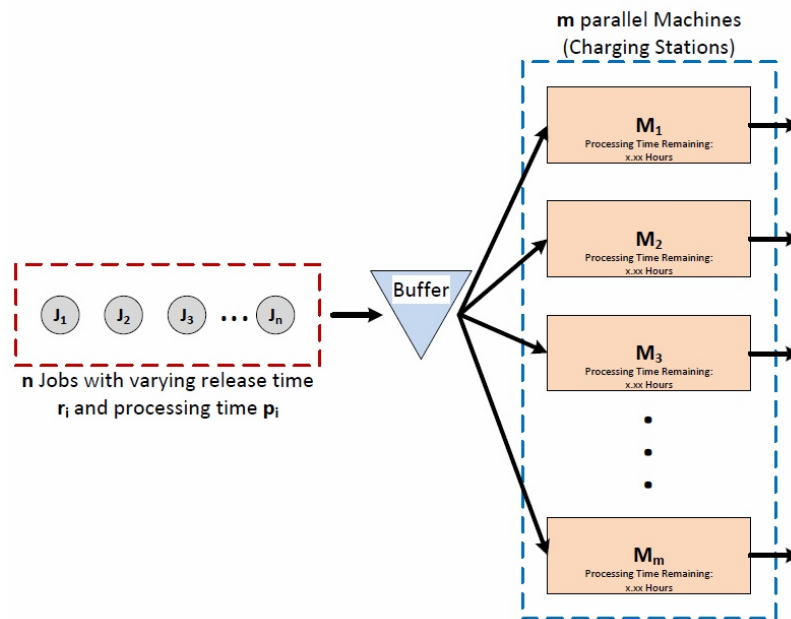 m parallel Machines
(Charging Stations)
M1
Processing Time Remaining:
x.xx Hours
M2
Processing Time Remaining:
x.xx Hours
Buffer
J1 J2 J3 ... Jn
M3
Processing Time Remaining:
x.xx Hours
n Jobs with varying release time
ri and processing time pi
Mm
Processing Time Remaining:
x.xx Hours